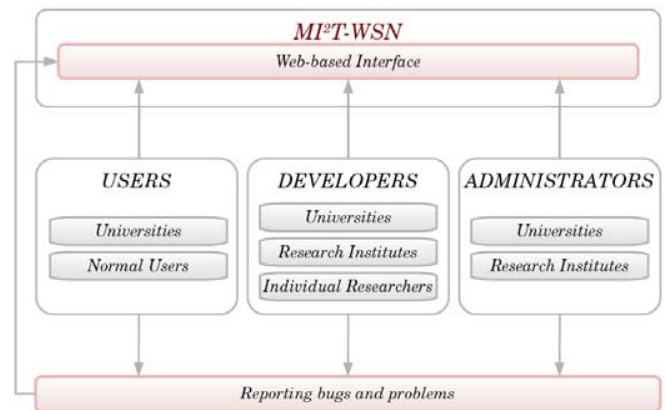 MI²T-WSN
Web-based Interface
USERS
Universities
Normal Users
DEVELOPERS
Universities
Research Institutes
Individual Researchers
ADMINISTRATORS
Universities
Research Institutes
Reporting bugs and problems